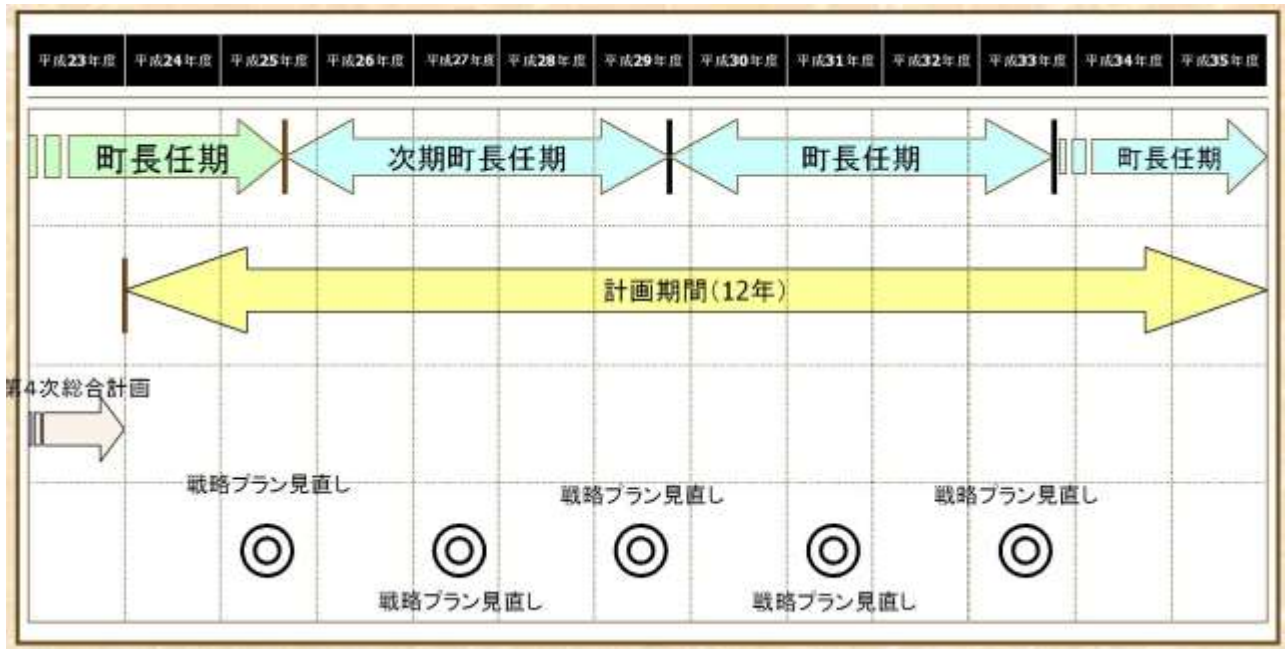 平成23年度 平成24年度 平成25年度 平成26年度 平成27年度 平成28年度 平成29年度 平成30年度 平成31年度 平成32年度 平成33年度 平成34年度 平成35年度
町長任期 次期町長任期 町長任期 町長任期
計画期間(12年)
第4次総合計画
戦略プラン見直し 戦略プラン見直し 戦略プラン見直し
戦略プラン見直し 戦略プラン見直し